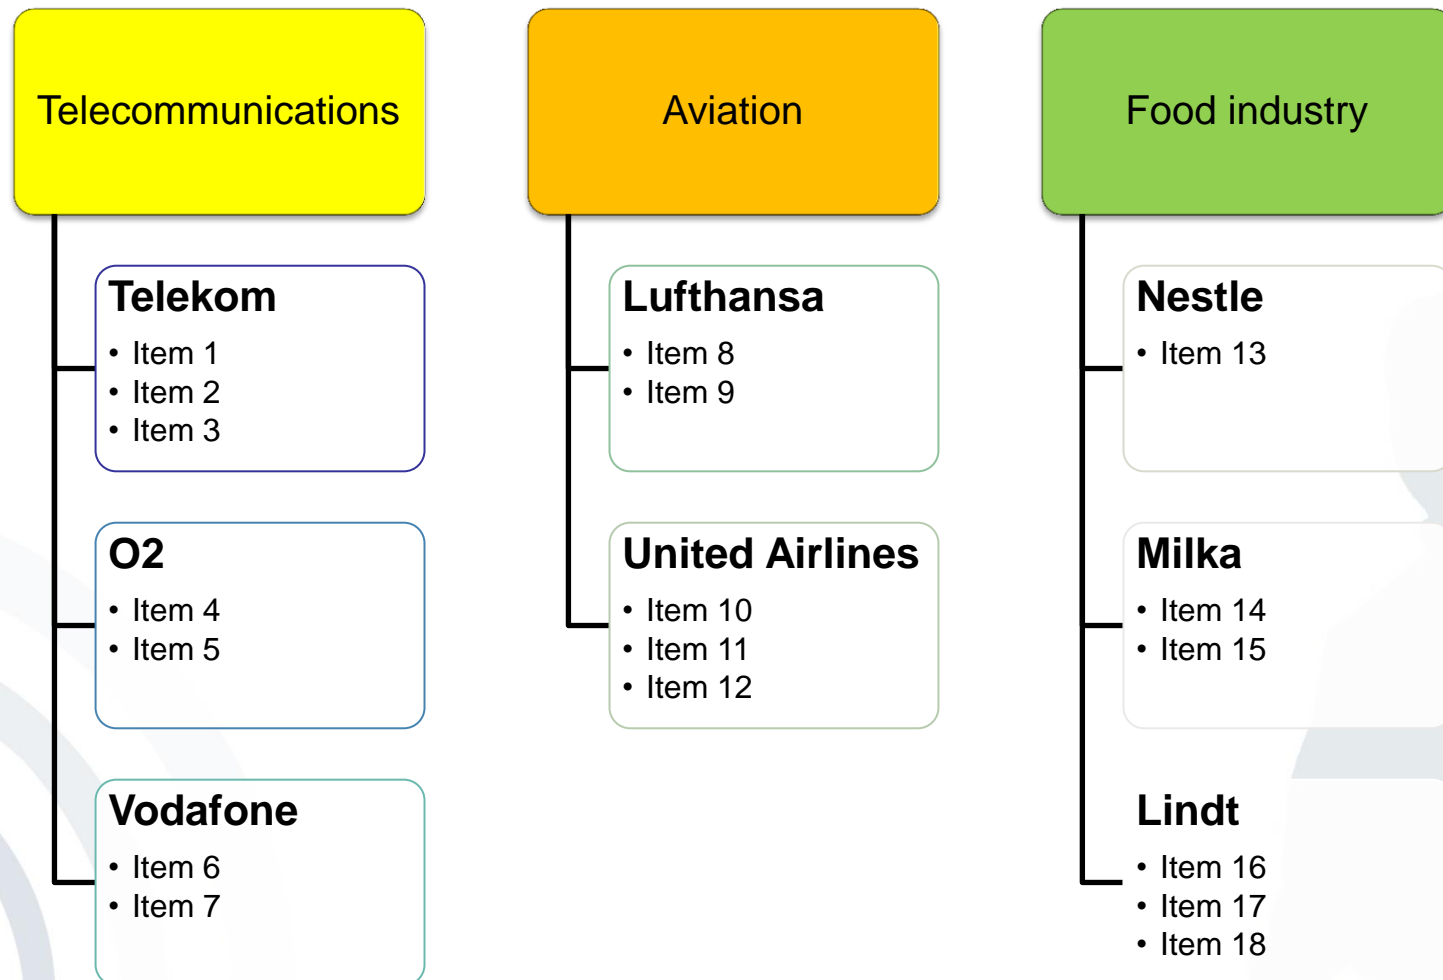 Telecommunications
Telekom
• Item 1
• Item 2
• Item 3
O2
• Item 4
• Item 5
Vodafone
• Item 6
• Item 7
Aviation
Lufthansa
• Item 8
• Item 9
United Airlines
• Item 10
• Item 11
• Item 12
Food industry
Nestle
• Item 13
Milka
• Item 14
• Item 15
Lindt
• Item 16
• Item 17
• Item 18